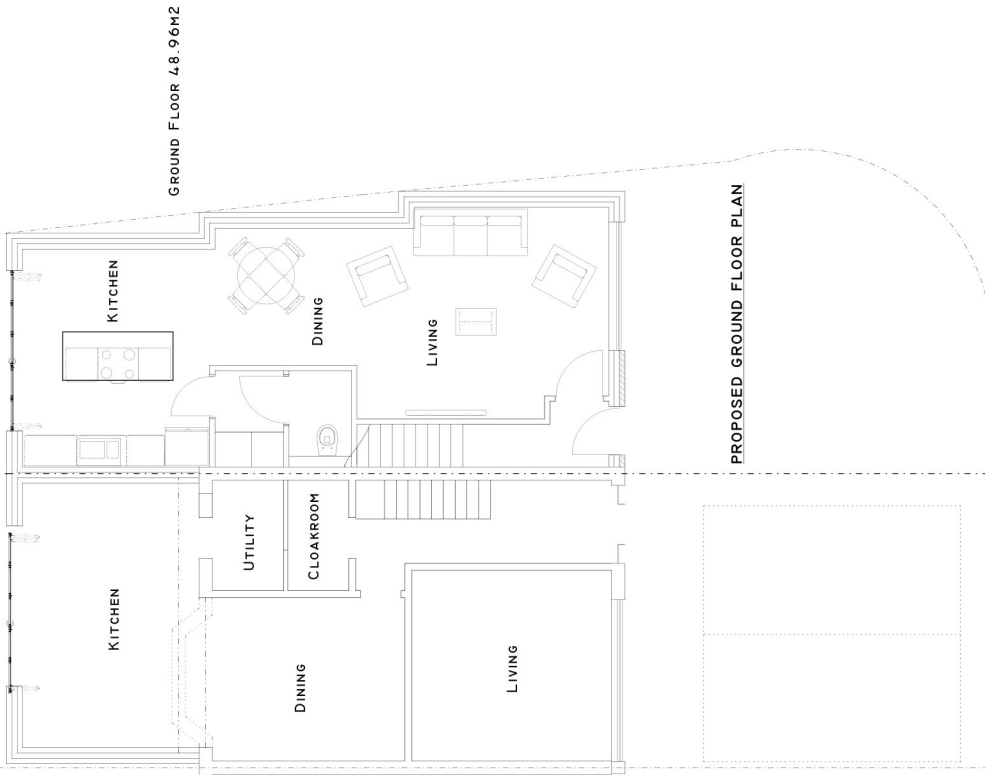 GROUND FLOOR 48.96M2
KITCHEN
DINING
LIVING
PROPOSED GROUND FLOOR PLAN
UTILITY
CLOAKROOM
KITCHEN
DINING
LIVING